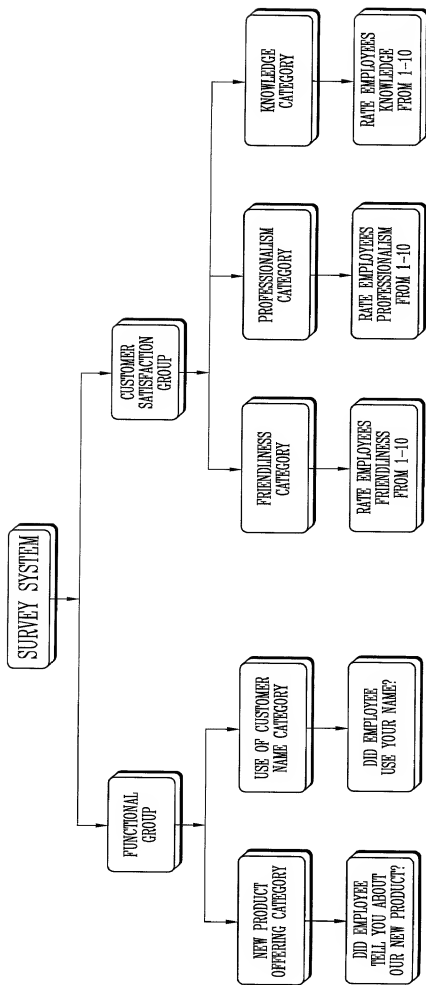 SURVEY SYSTEM
FUNCTIONAL
GROUP
CUSTOMER
SATISFACTION
GROUP
NEW PRODUCT
OFFERING CATEGORY
USE OF CUSTOMER
NAME CATEGORY
FRIENDLINESS
CATEGORY
PROFESSIONALISM
CATEGORY
KNOWLEDGE
CATEGORY
DID EMPLOYEE
TELL YOU ABOUT
OUR NEW PRODUCT?
DID EMPLOYEE
USE YOUR NAME?
RATE EMPLOYEES
FRIENDLINESS
FROM 1-10
RATE EMPLOYEES
PROFESSIONALISM
FROM 1-10
RATE EMPLOYEES
KNOWLEDGE
FROM 1-10